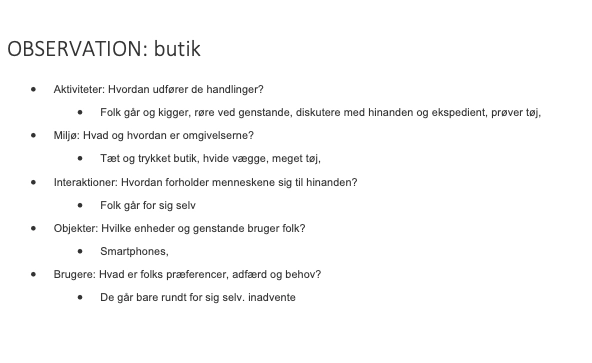 OBSERVATION: butik
• Aktiviteter: Hvordan udfører de handlinger?
• Folk går og kigger, røre ved genstande, diskutere med hinanden og ekspedient, prøver tøj,
• Miljø: Hvad og hvordan er omgivelserne?
• Tæt og trykket butik, hvide vægge, meget tøj,
• Interaktioner: Hvordan forholder menneskene sig til hinanden?
• Folk går for sig selv
• Objekter: Hvilke enheder og genstande bruger folk?
• Smartphones,
• Brugere: Hvad er folks præferencer, adfærd og behov?
• De går bare rundt for sig selv. inadvente